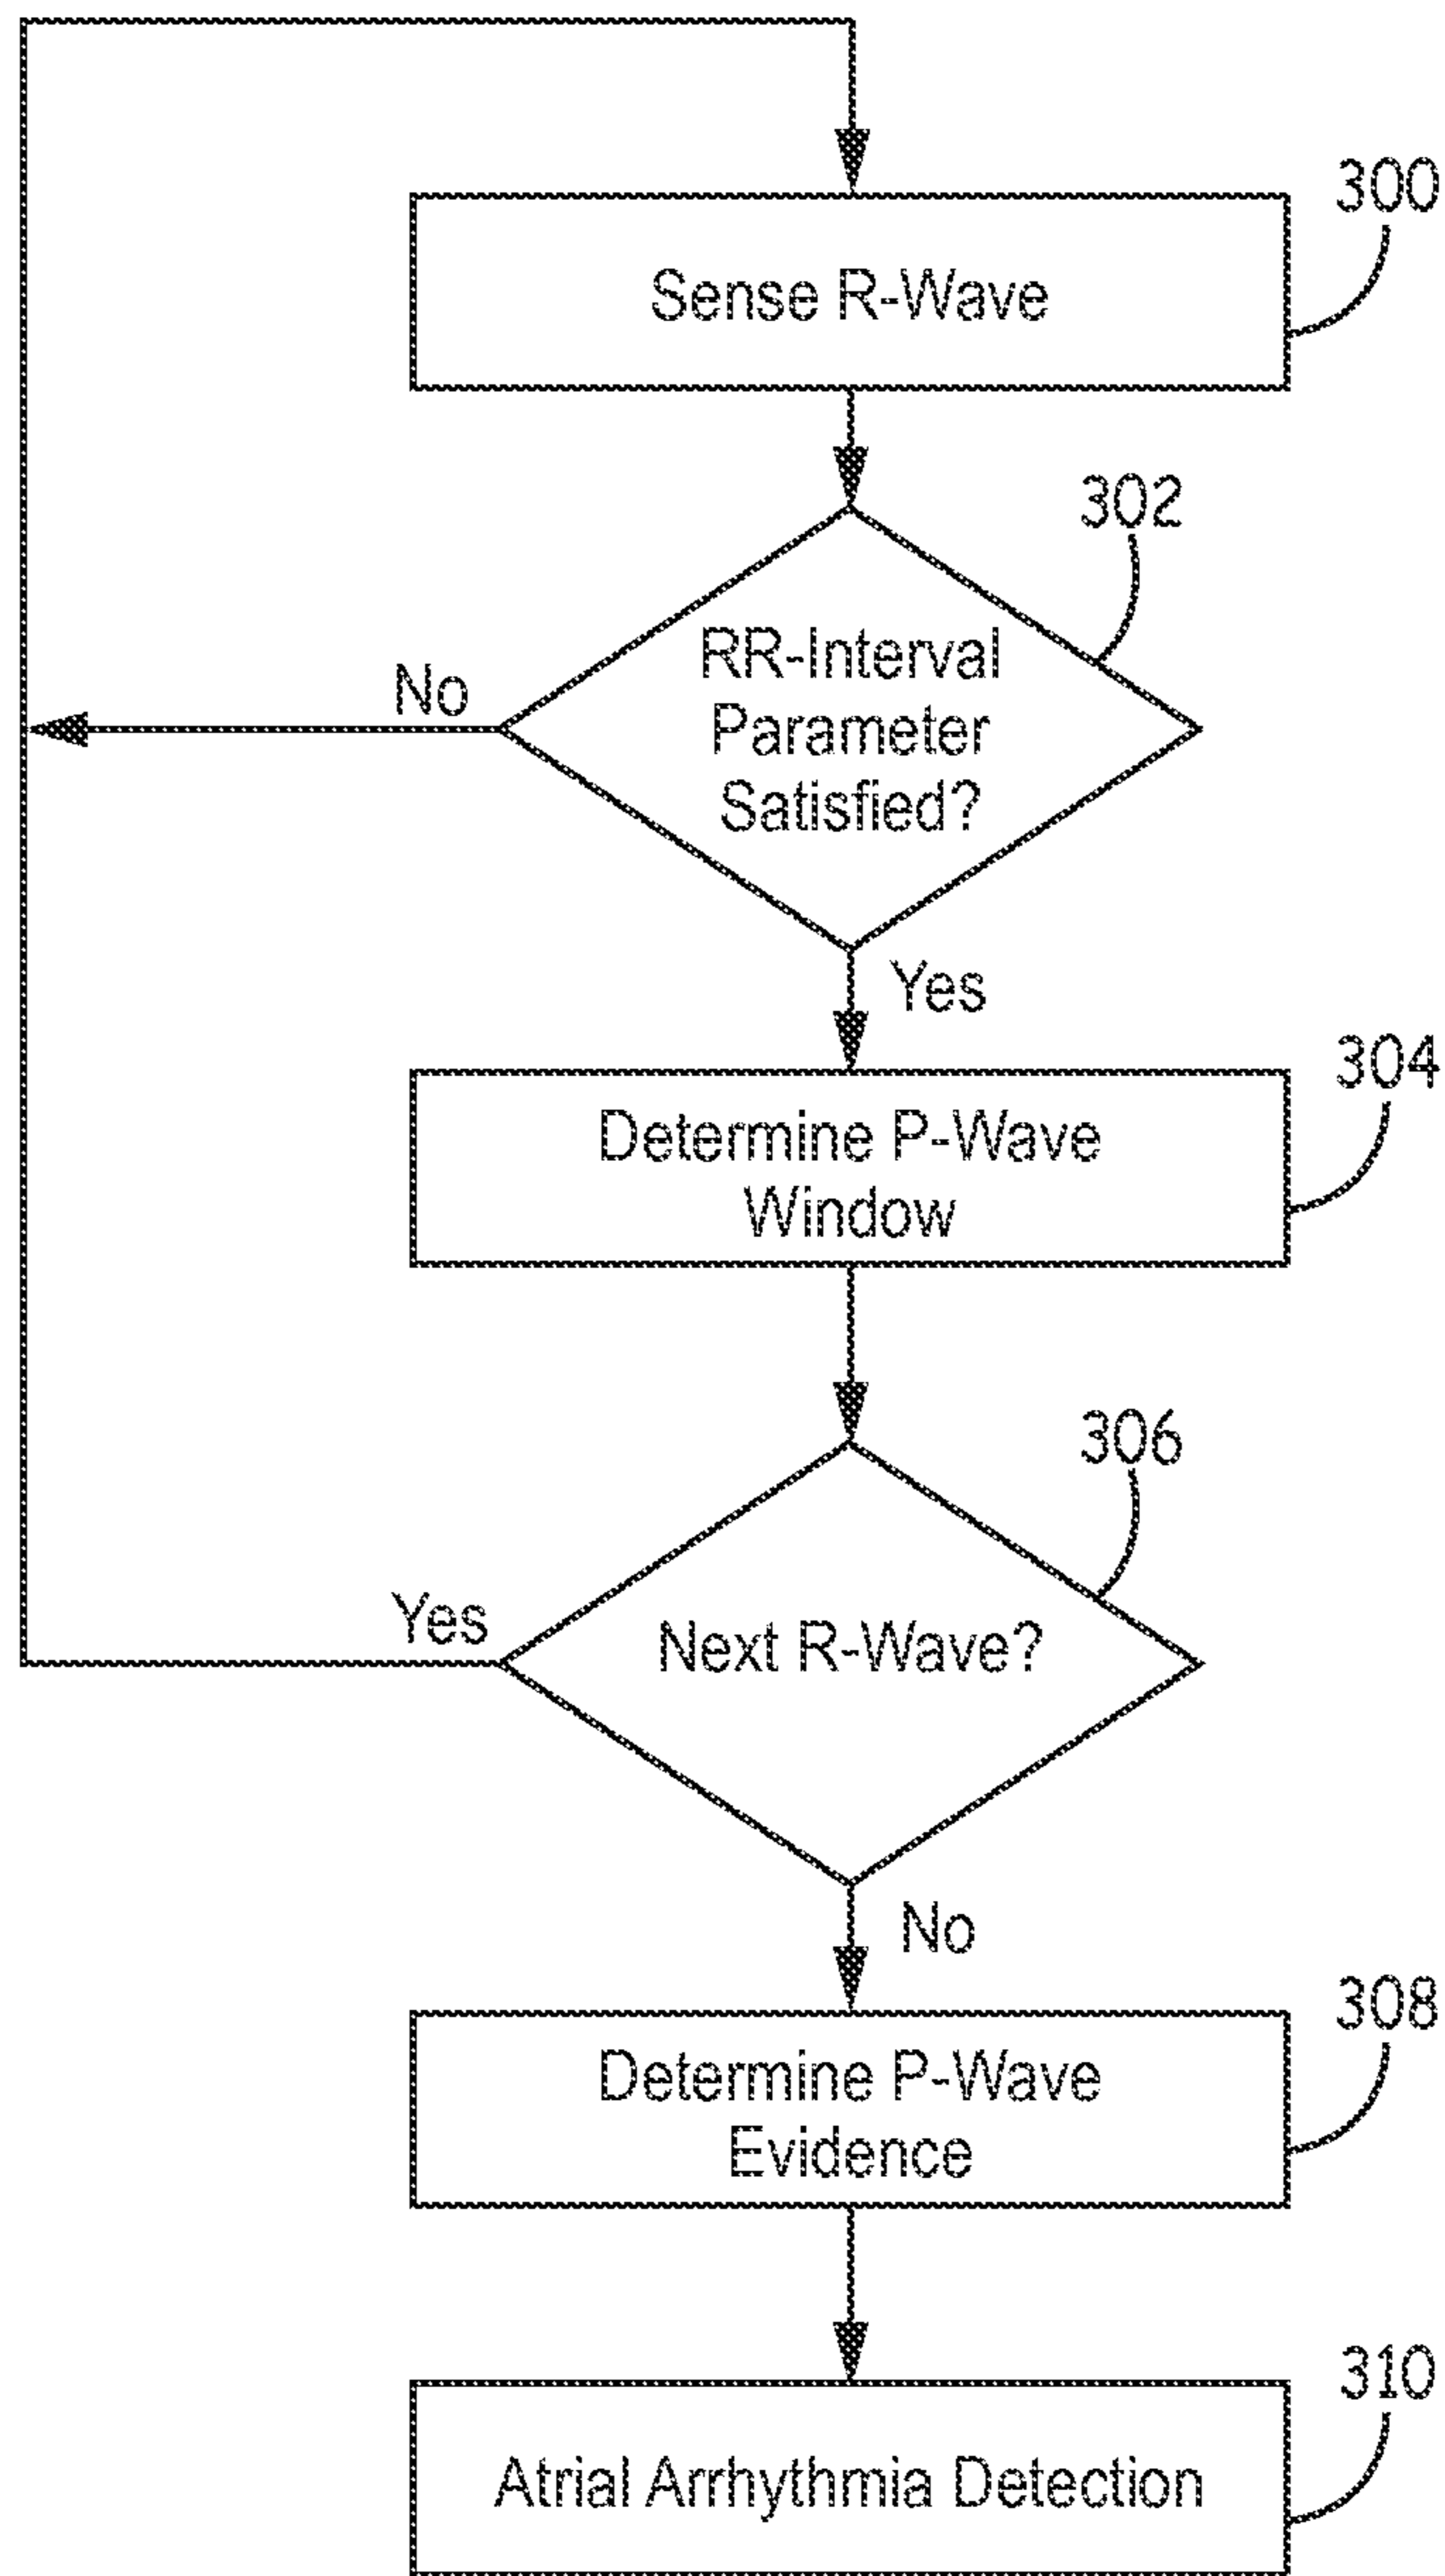 300
Sense R-Wave
302
RR-Interval
Parameter
Satisfied?
No
Yes
304
Determine P-Wave
Window
306
Next R-Wave?
Yes
No
308
Determine P-Wave
Evidence
310
Atrial Arrhythmia Detection